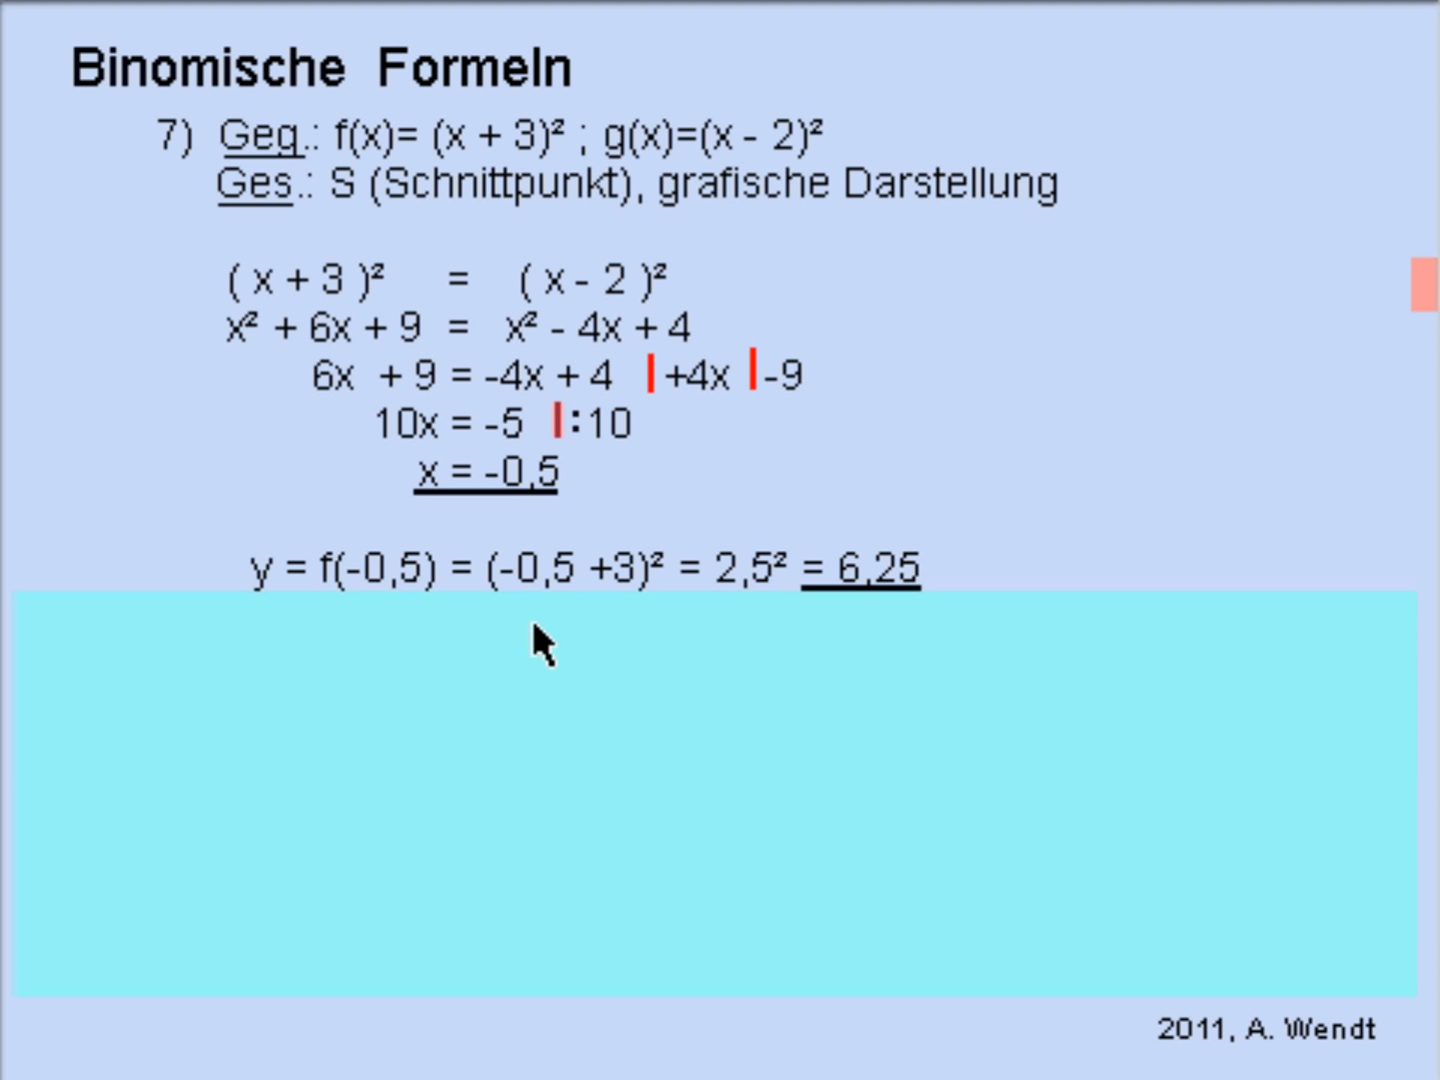 Binomische Formeln
7) Geg.: f(x)= (x + 3)² ; g(x)=(x - 2)²
Ges.: S (Schnittpunkt), grafische Darstellung
( x + 3 )² = ( x - 2 )²
x² + 6x + 9 = x² - 4x + 4
6x + 9 = -4x + 4 |+4x |-9
10x = -5 |:10
x = -0,5
y = f(-0,5) = (-0,5 +3)² = 2,5² = 6,25
2011, A. Wendt